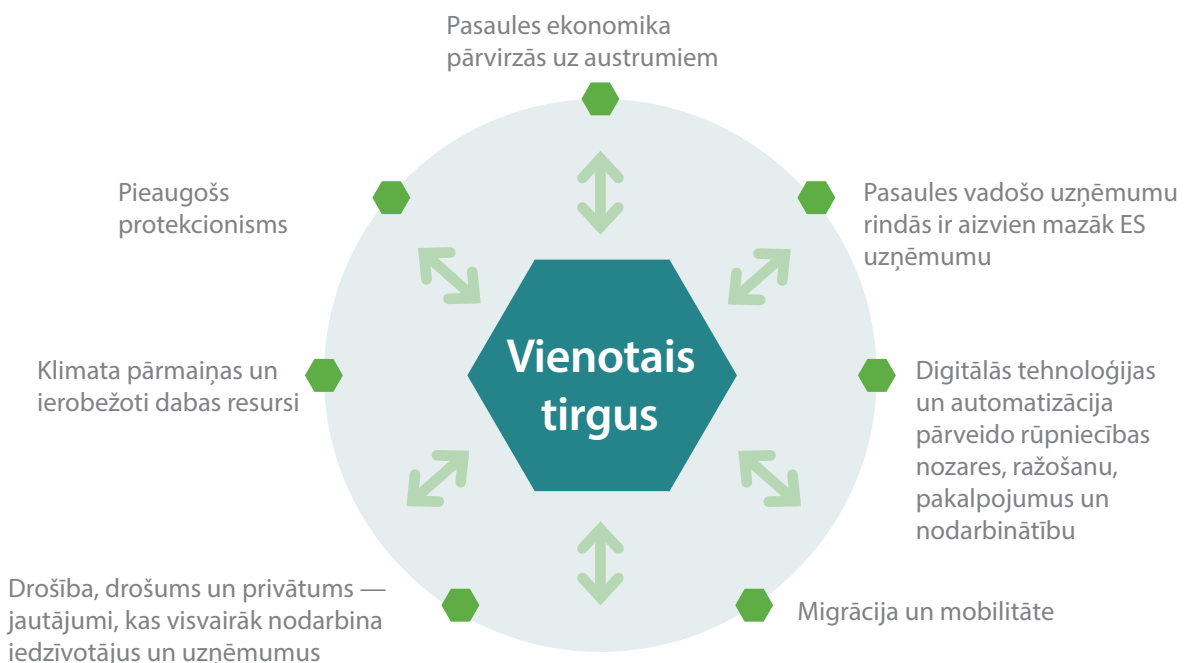 Pasaules ekonomika
pārvirzās uz austrumiem
Pieaugošs
protekcionisms
Pasaules vadošo uzņēmumu
rindās ir aizvien mazāk ES
uzņēmumu
Vienotais
tirgus
Klimata pārmaiņas un
ierobežoti dabas resursi
Digitālās tehnoloģijas
un automatizācija
pārveido rūpniecības
nozares, ražošanu,
pakalpojumus un
nodarbinātību
Drošība, drošums un privātums —
jautājumi, kas visvairāk nodarbina
iedzīvotājus un uzņēmumus
Migrācija un mobilitāte